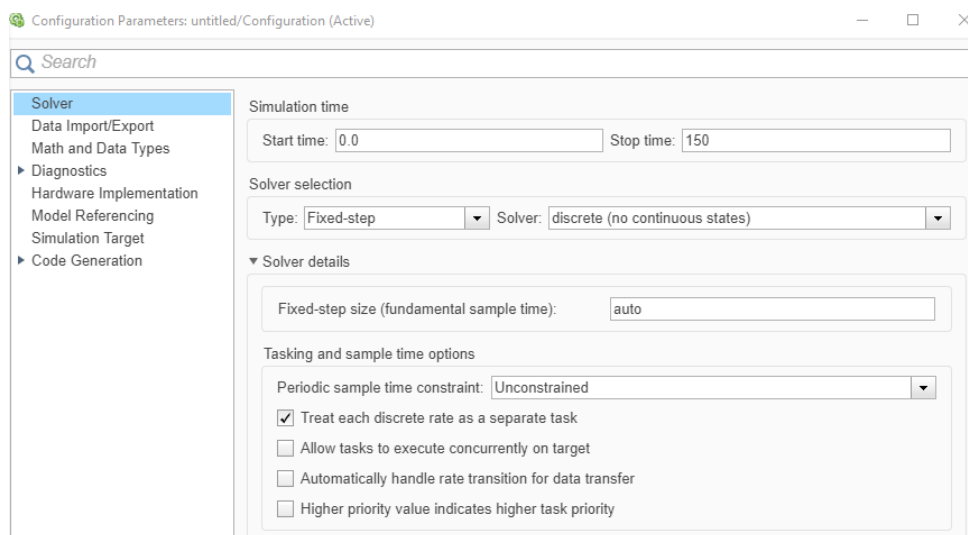 Configuration Parameters: untitled/Configuration (Active)
Search
Solver
Data Import/Export
Math and Data Types
Diagnostics
Hardware Implementation
Model Referencing
Simulation Target
Code Generation
Simulation time
Start time: 0.0 Stop time: 150
Solver selection
Type: Fixed-step Solver: discrete (no continuous states)
Solver details
Fixed-step size (fundamental sample time): auto
Tasking and sample time options
Periodic sample time constraint: Unconstrained
Treat each discrete rate as a separate task
Allow tasks to execute concurrently on target
Automatically handle rate transition for data transfer
Higher priority value indicates higher task priority